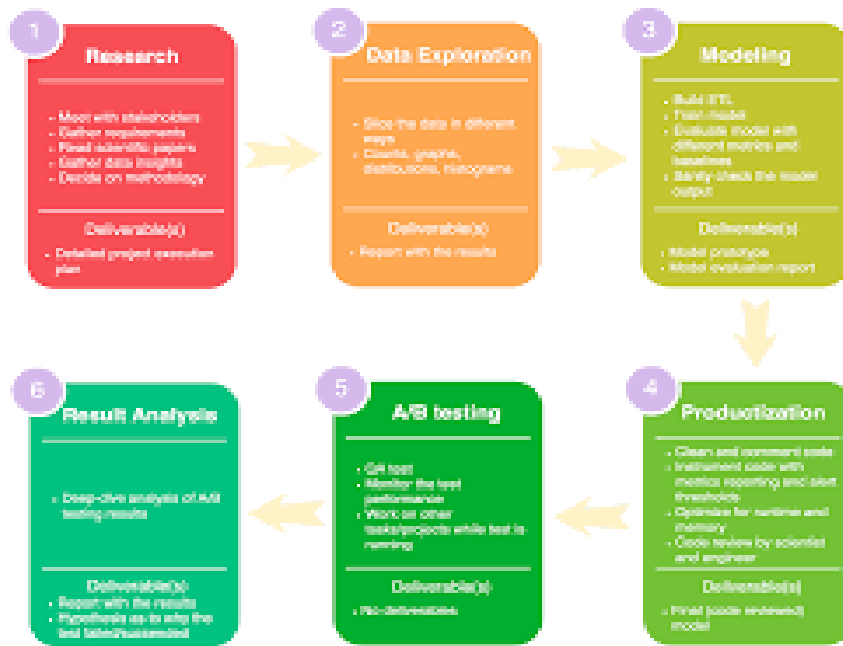 1
Research
• Meet with stakeholders
• Gather requirements
• Read scientific papers
• Gather data insights
• Decide on methodology
Deliverable(s)
• Detailed project execution
plan
2
Data Exploration
• Slice the data in different
ways
• Counts, graphs,
distributions, histograms
Deliverable(s)
• Report with the results
3
Modeling
• Build ETL
• Train model
• Evaluate model with
different metrics and
baselines
• Sanity check the model
output
Deliverable(s)
• Model prototype
• Model evaluation report
4
Productization
• Clean and comment code
• Instrument code with
metrics reporting and alert
thresholds
• Optimize for runtime and
memory
• Code review by scientist
and engineer
Deliverable(s)
• Final (code reviewed)
model
5
A/B testing
• QA test
• Monitor the test
performance
• Work on other
tasks/projects while test is
running
Deliverable(s)
• No deliverables
6
Result Analysis
• Deep-dive analysis of A/B
testing results
Deliverable(s)
• Report with the results
• Hypothesis as to why the
test failed/succeeded